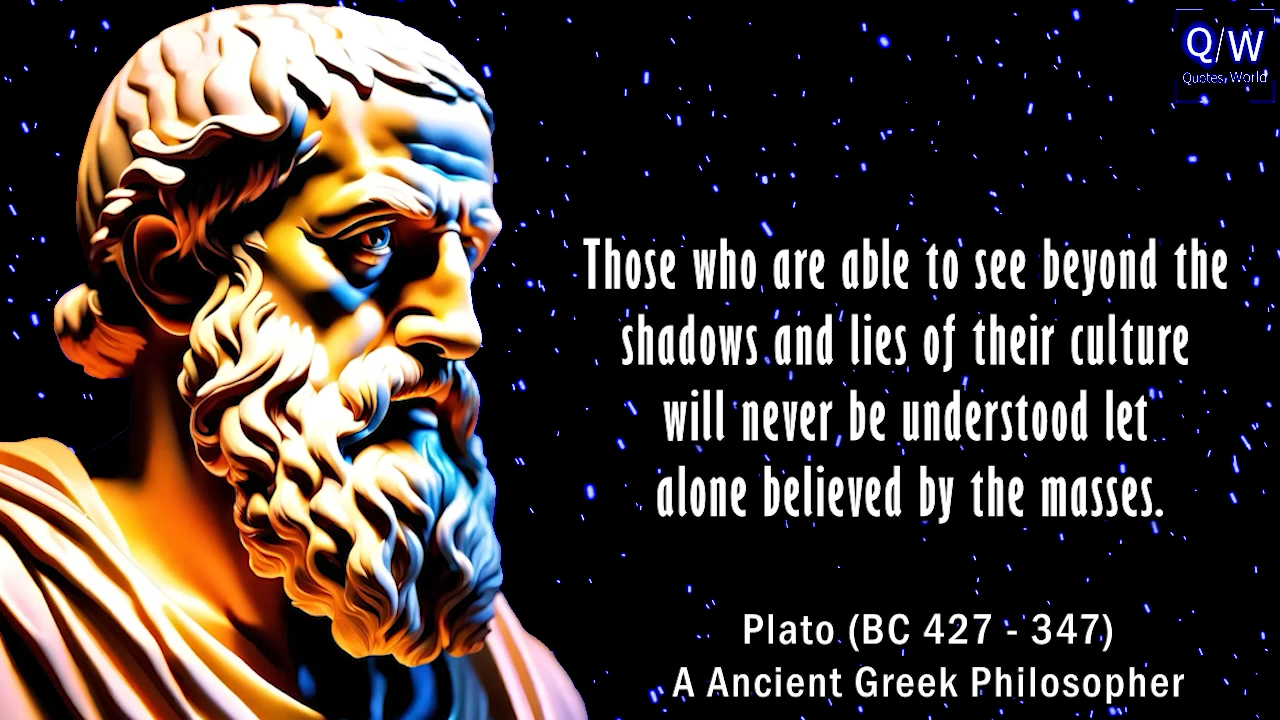 Q/W
Quotes World
Those who are able to see beyond the
shadows and lies of their culture
will never be understood let
alone believed by the masses.
Plato (BC 427 - 347)
A Ancient Greek Philosopher